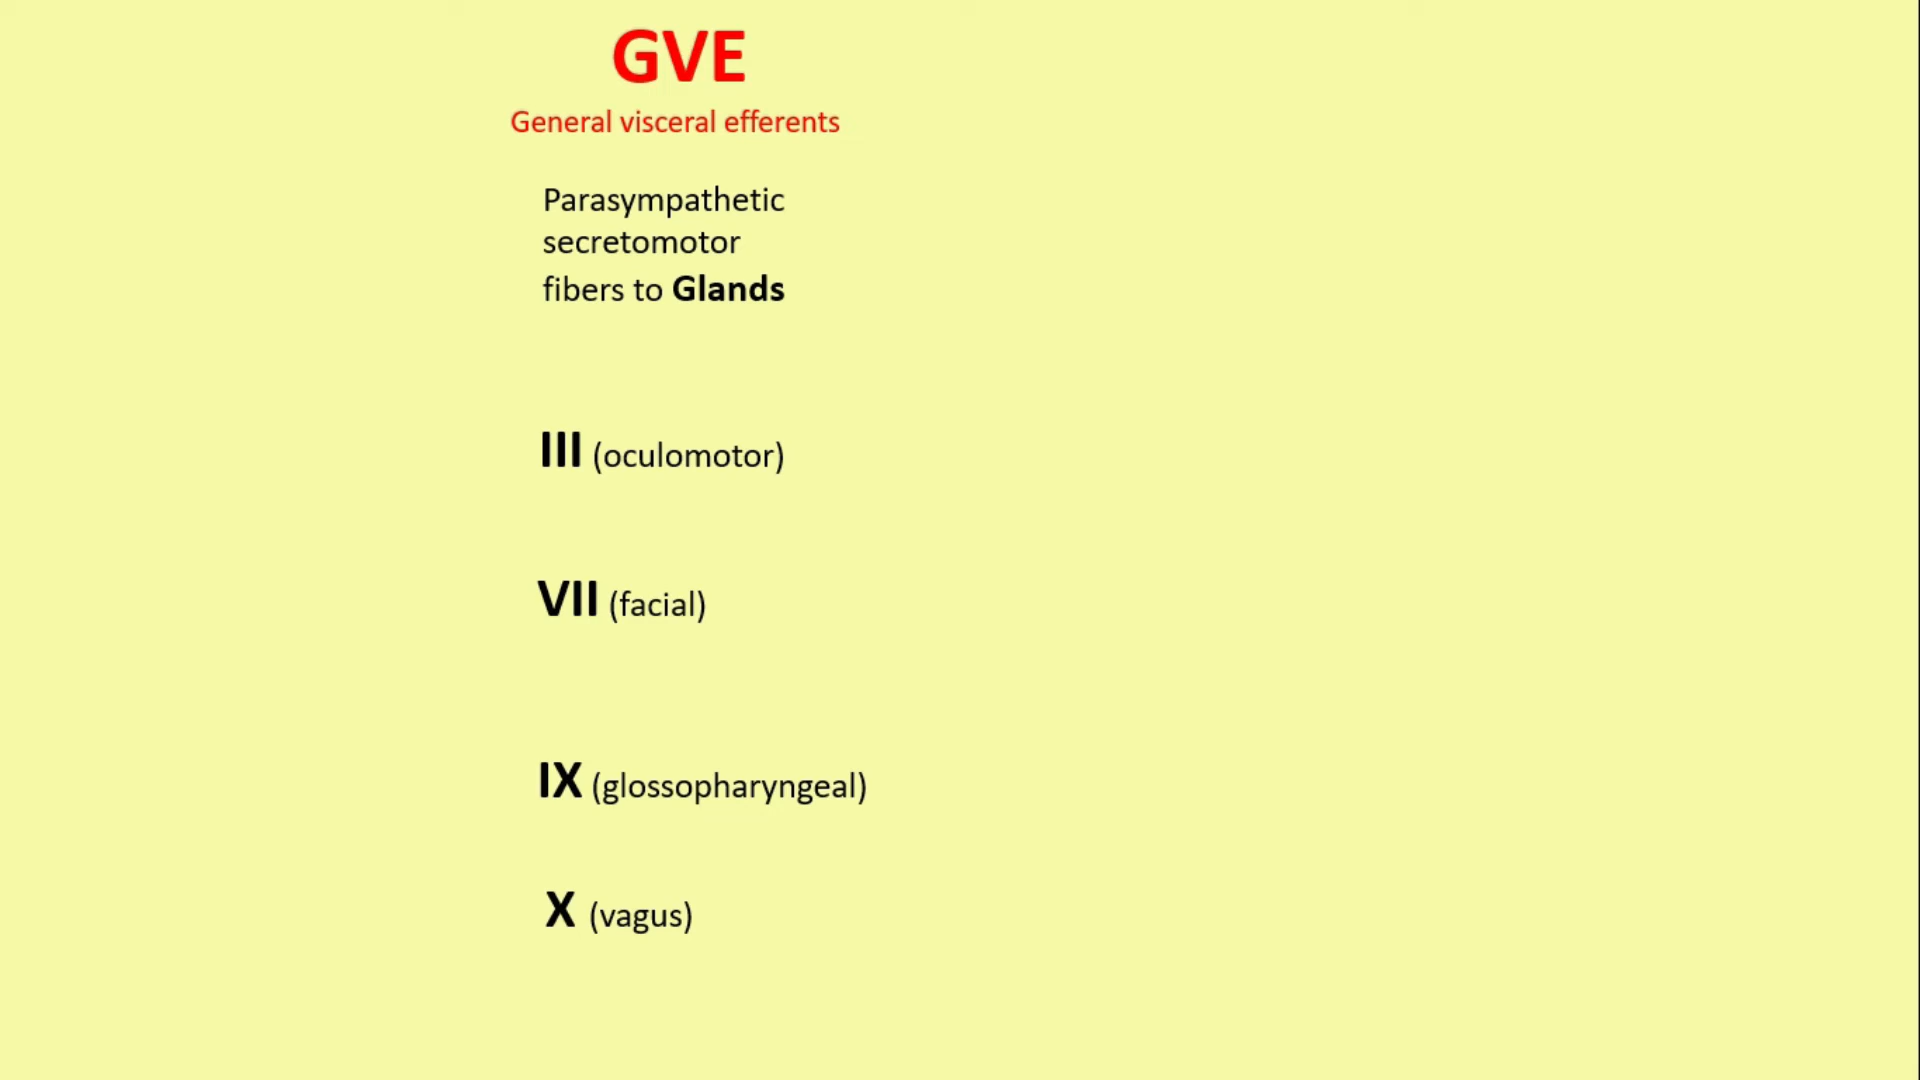 GVE
General visceral efferents
Parasympathetic
secretomotor
fibers to Glands
III (oculomotor)
VII (facial)
IX (glossopharyngeal)
X (vagus)